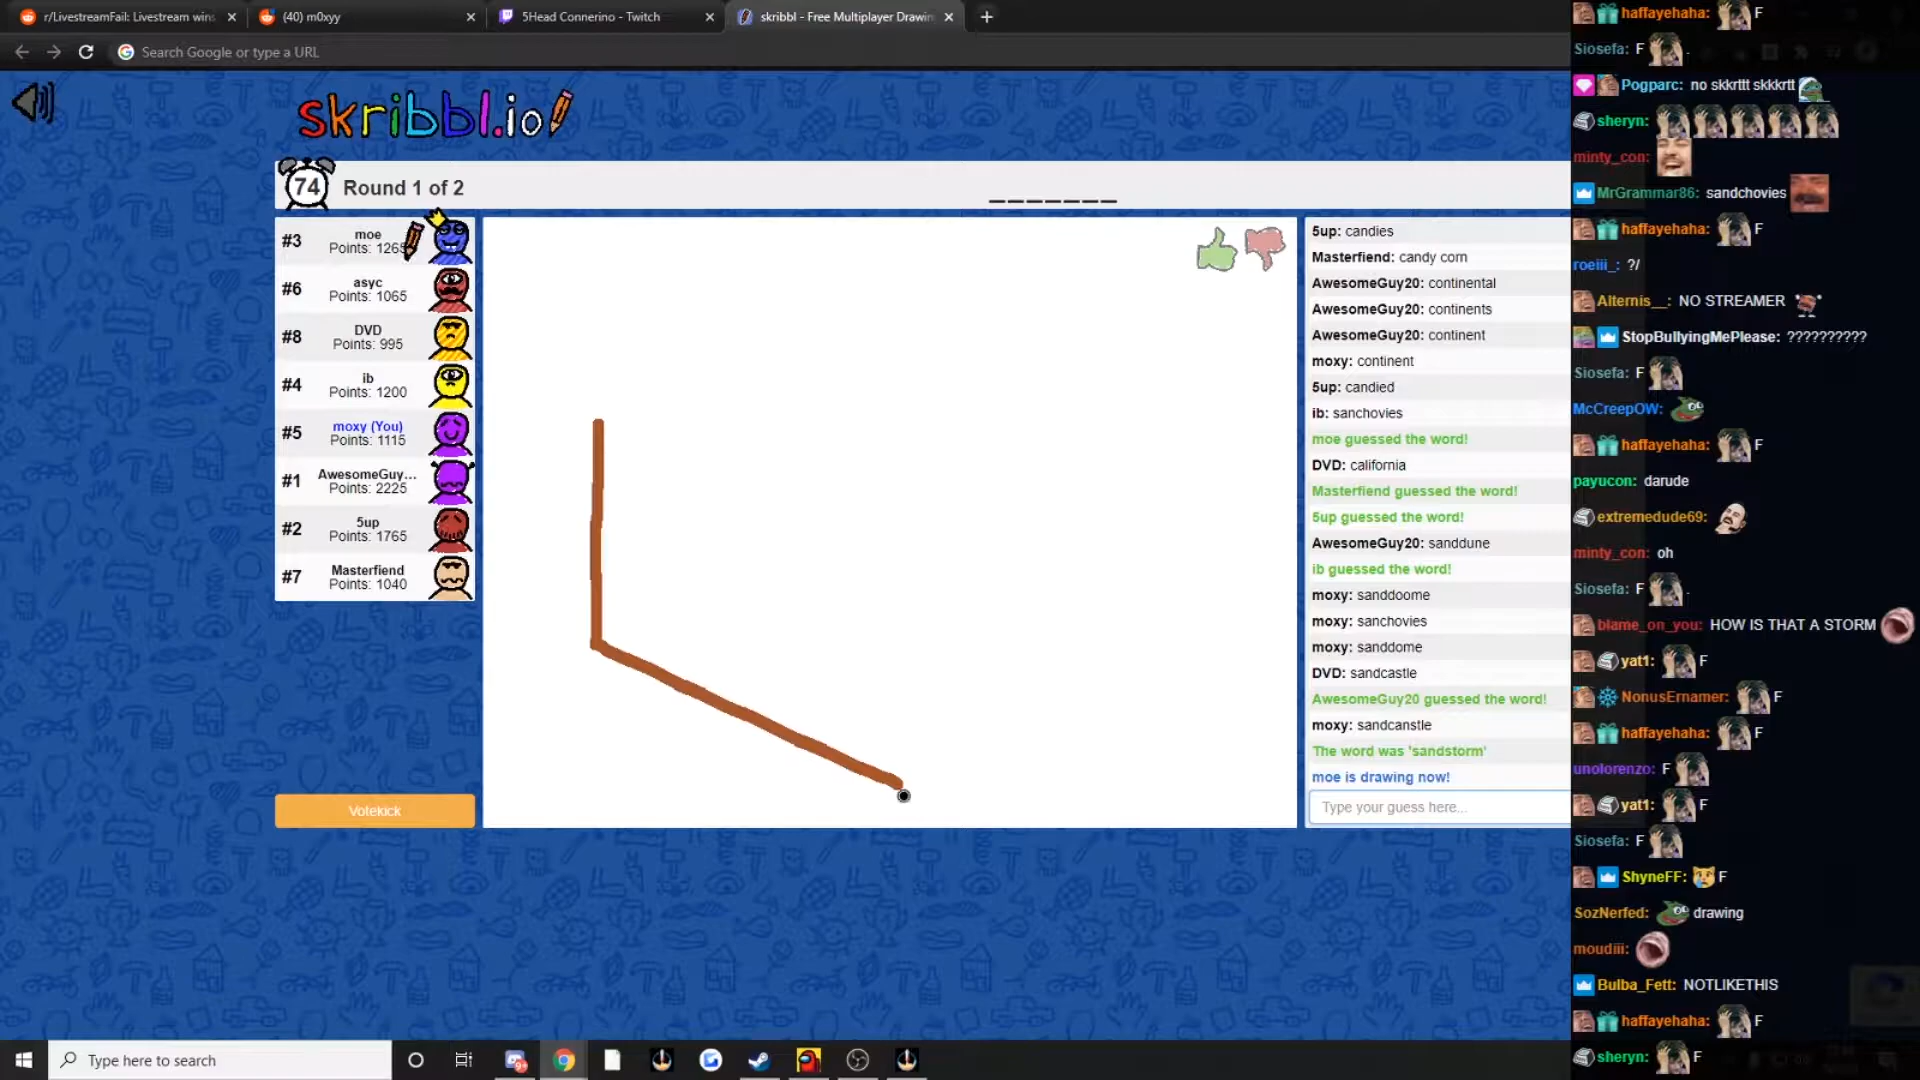 r/LivestreamFail: Livestream wins
(40) m0xyy
5Head Connerino - Twitch
skribbl - Free Multiplayer Drawin
Search Google or type a URL
skribbl.io
74
Round 1 of 2
_______
#3
moe
Points: 1265
#6
asyc
Points: 1065
#8
DVD
Points: 995
#4
ib
Points: 1200
#5
moxy (You)
Points: 1115
#1
AwesomeGuy...
Points: 2225
#2
5up
Points: 1765
#7
Masterfiend
Points: 1040
Votekick
5up: candies
Masterfiend: candy corn
AwesomeGuy20: continental
AwesomeGuy20: continents
AwesomeGuy20: continent
moxy: continent
5up: candied
ib: sanchovies
moe guessed the word!
DVD: california
Masterfiend guessed the word!
5up guessed the word!
AwesomeGuy20: sanddune
ib guessed the word!
moxy: sanddoome
moxy: sanchovies
moxy: sanddome
DVD: sandcastle
AwesomeGuy20 guessed the word!
moxy: sandcanstle
The word was 'sandstorm'
moe is drawing now!
Type your guess here...
haffayehaha: F
Siosefa: F .
Pogparc: no skkrttt skkkrtt
sheryn:
minty_con:
MrGrammar86: sandchovies
haffayehaha: F
roeiii_: ?/
Alternis__: NO STREAMER
StopBullyingMePlease: ??????????
Siosefa: F
McCreepOW:
haffayehaha: F
payucon: darude
extremedude69:
minty_con: oh
Siosefa: F .
blame_on_you: HOW IS THAT A STORM
yat1: F
NonusErnamer: F
haffayehaha: F
unolorenzo: F
yat1: F
Siosefa: F
ShyneFF: F
SozNerfed: drawing
moudiii:
Bulba_Fett: NOTLIKETHIS
haffayehaha: F
sheryn: F
Type here to search